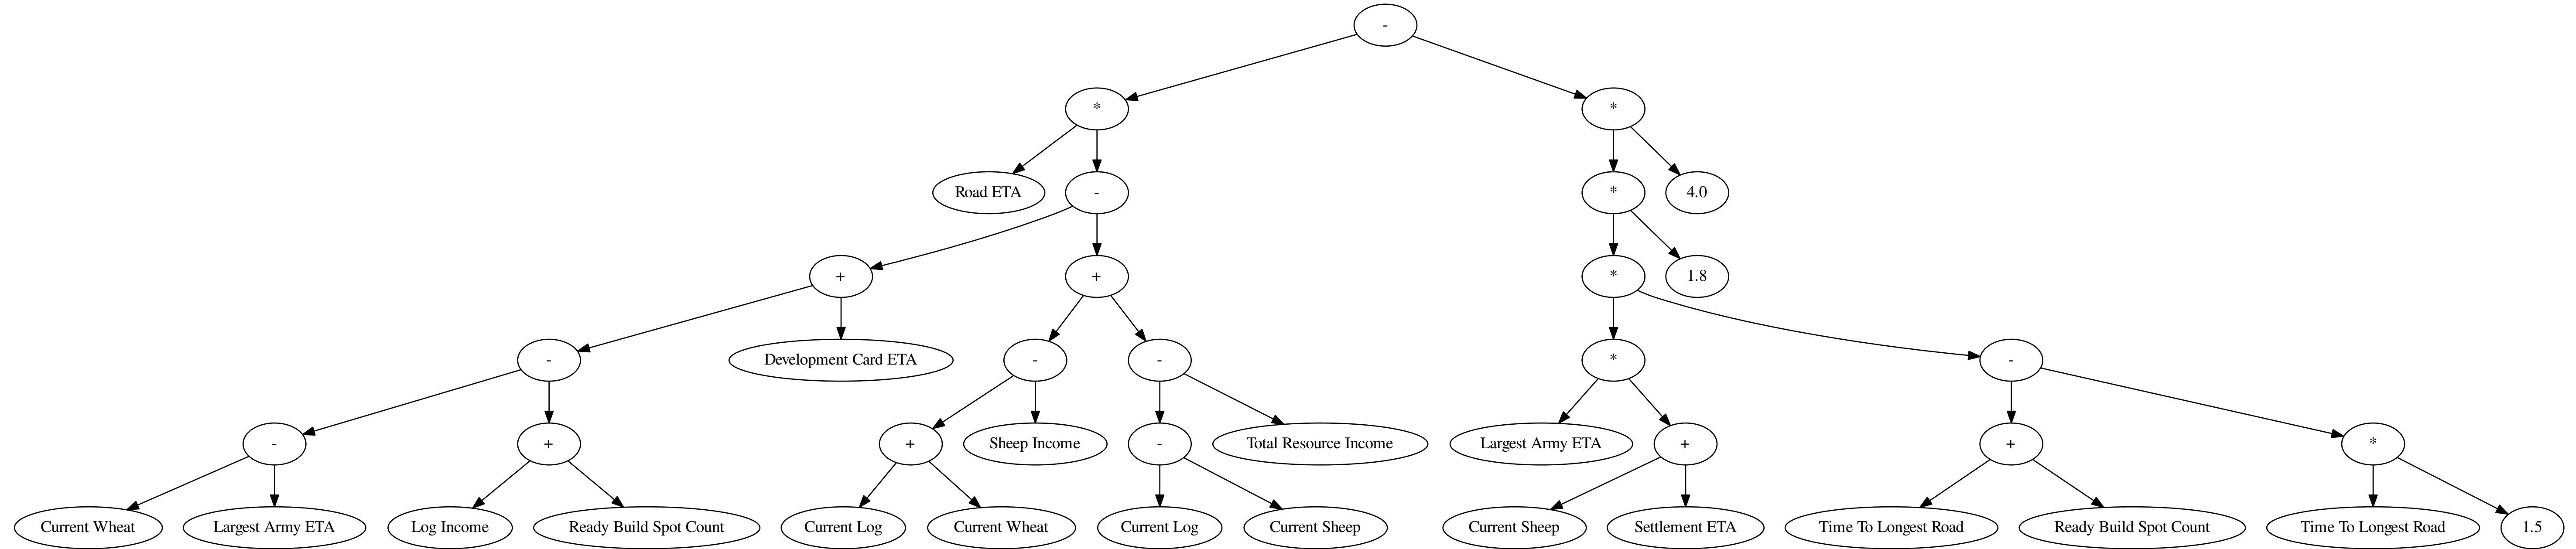 -
* *
Road ETA - * 4.0
+ + * 1.8
- Development Card ETA - - * -
- + + Sheep Income - Total Resource Income Largest Army ETA + + *
Current Wheat Largest Army ETA Log Income Ready Build Spot Count Current Log Current Wheat Current Log Current Sheep Current Sheep Settlement ETA Time To Longest Road Ready Build Spot Count Time To Longest Road 1.5